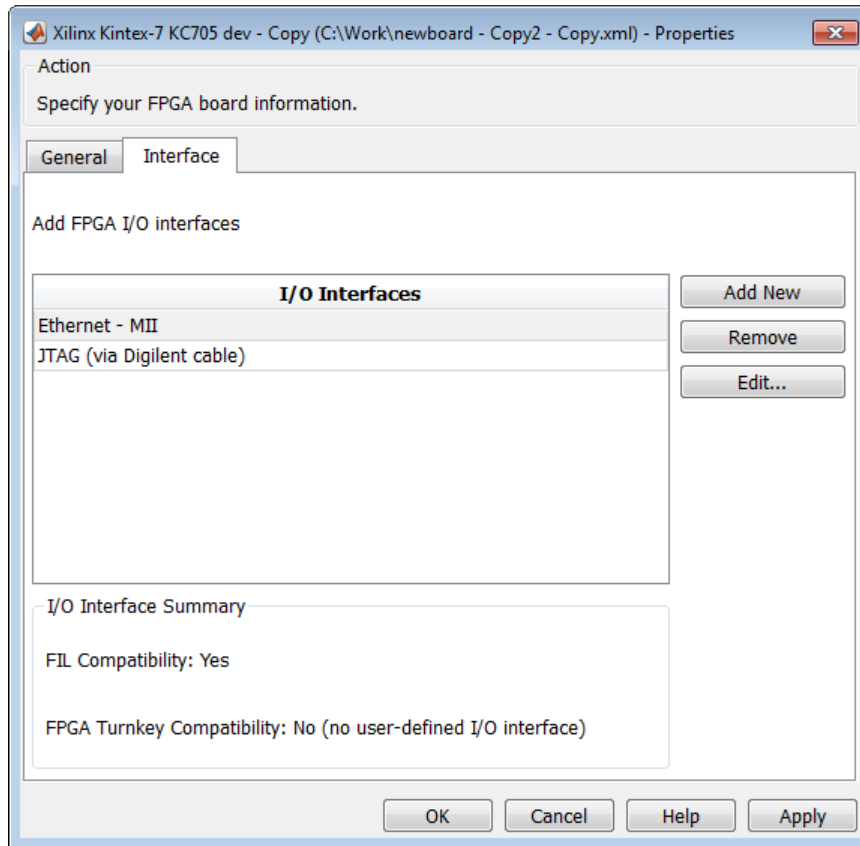 Xilinx Kintex-7 KC705 dev - Copy (C:\Work\newboard - Copy2 - Copy.xml) - Properties
Action
Specify your FPGA board information.
General Interface
Add FPGA I/O interfaces
I/O Interfaces
Ethernet - MII
JTAG (via Digilent cable)
Add New
Remove
Edit...
I/O Interface Summary
FIL Compatibility: Yes
FPGA Turnkey Compatibility: No (no user-defined I/O interface)
OK Cancel Help Apply